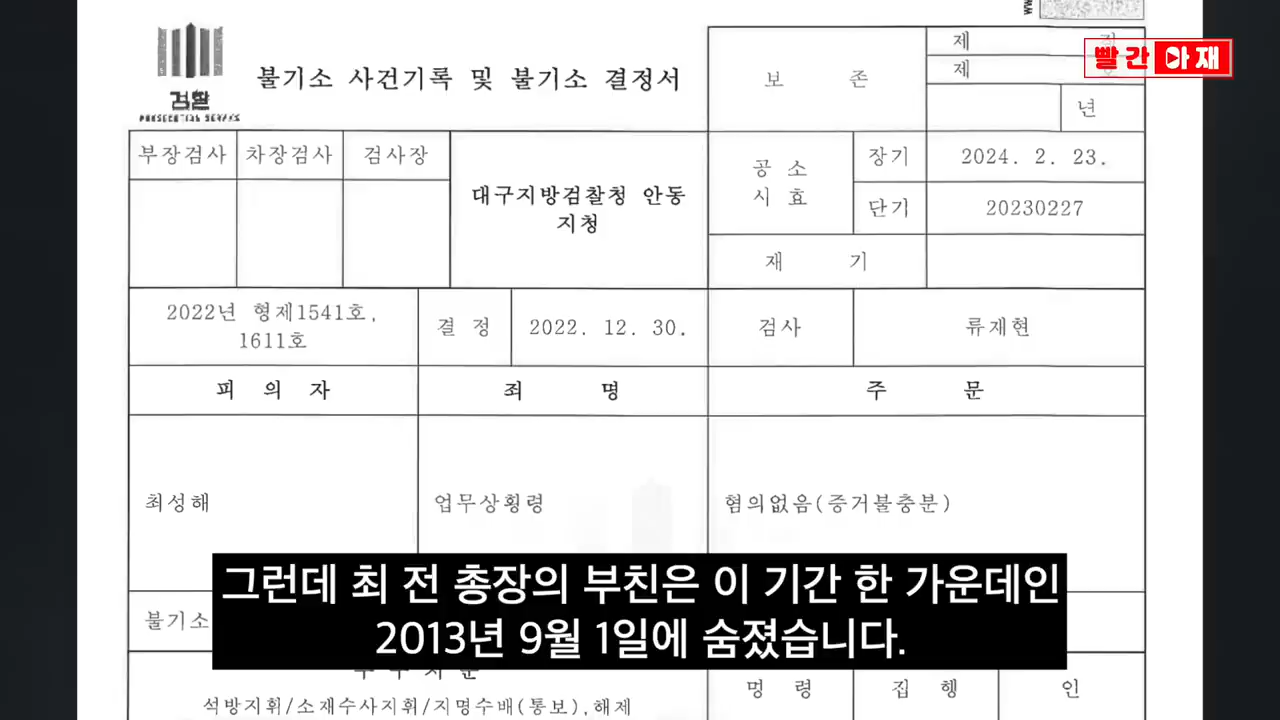 빨간아재
제
제
년
보 존
불기소 사건기록 및 불기소 결정서
검찰
PROSECUTION SERVICE
부장검사 차장검사 검사장
대구지방검찰청 안동
지청
공 소
시 효
장기 2024. 2. 23.
단기 20230227
재 기
2022년 형제1541호,
1611호
결 정 2022. 12. 30. 검사 류재현
피 의 자 죄 명 주 문
최성해 업무상횡령 혐의없음(증거불충분)
불기소
그런데 최 전 총장의 부친은 이 기간 한 가운데인
2013년 9월 1일에 숨졌습니다.
명 령 집 행 인
석방지휘/소재수사지휘/지명수배(통보),해제